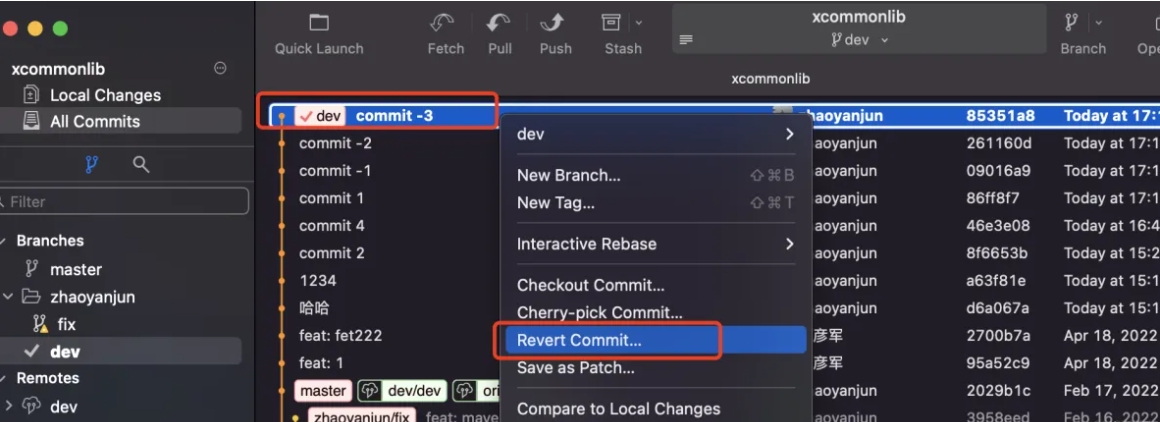 xcommonlib
dev
Quick Launch Fetch Pull Push Stash Branch
xcommonlib
xcommonlib
Local Changes
All Commits
Filter
Branches
master
zhaoyanjun
fix
dev
Remotes
dev
dev commit -3 haoyanjun 85351a8 Today at 17:1
commit -2 aoyanjun 261160d Today at 17:1
commit -1 aoyanjun 09016a9 Today at 17:1
commit 1 aoyanjun 86ff8f7 Today at 17:1
commit 4 aoyanjun 46e3e08 Today at 16:4
commit 2 aoyanjun 8f6653b Today at 15:2
1234 aoyanjun a63f81e Today at 15:1
哈哈 aoyanjun d6a067a Today at 15:1
feat: fet222 彦军 2700b7a Apr 18, 2022
feat: 1 彦军 95a52c9 Apr 18, 2022
master dev/dev ori aoyanjun 2029b1c Feb 17, 2022
zhaoyanjun/fix feat: mave aoyanjun 3958eed Feb 16, 2022
dev
New Branch... ⇧⌘B
New Tag... ⇧⌘T
Interactive Rebase
Checkout Commit...
Cherry-pick Commit...
Revert Commit...
Save as Patch...
Compare to Local Changes